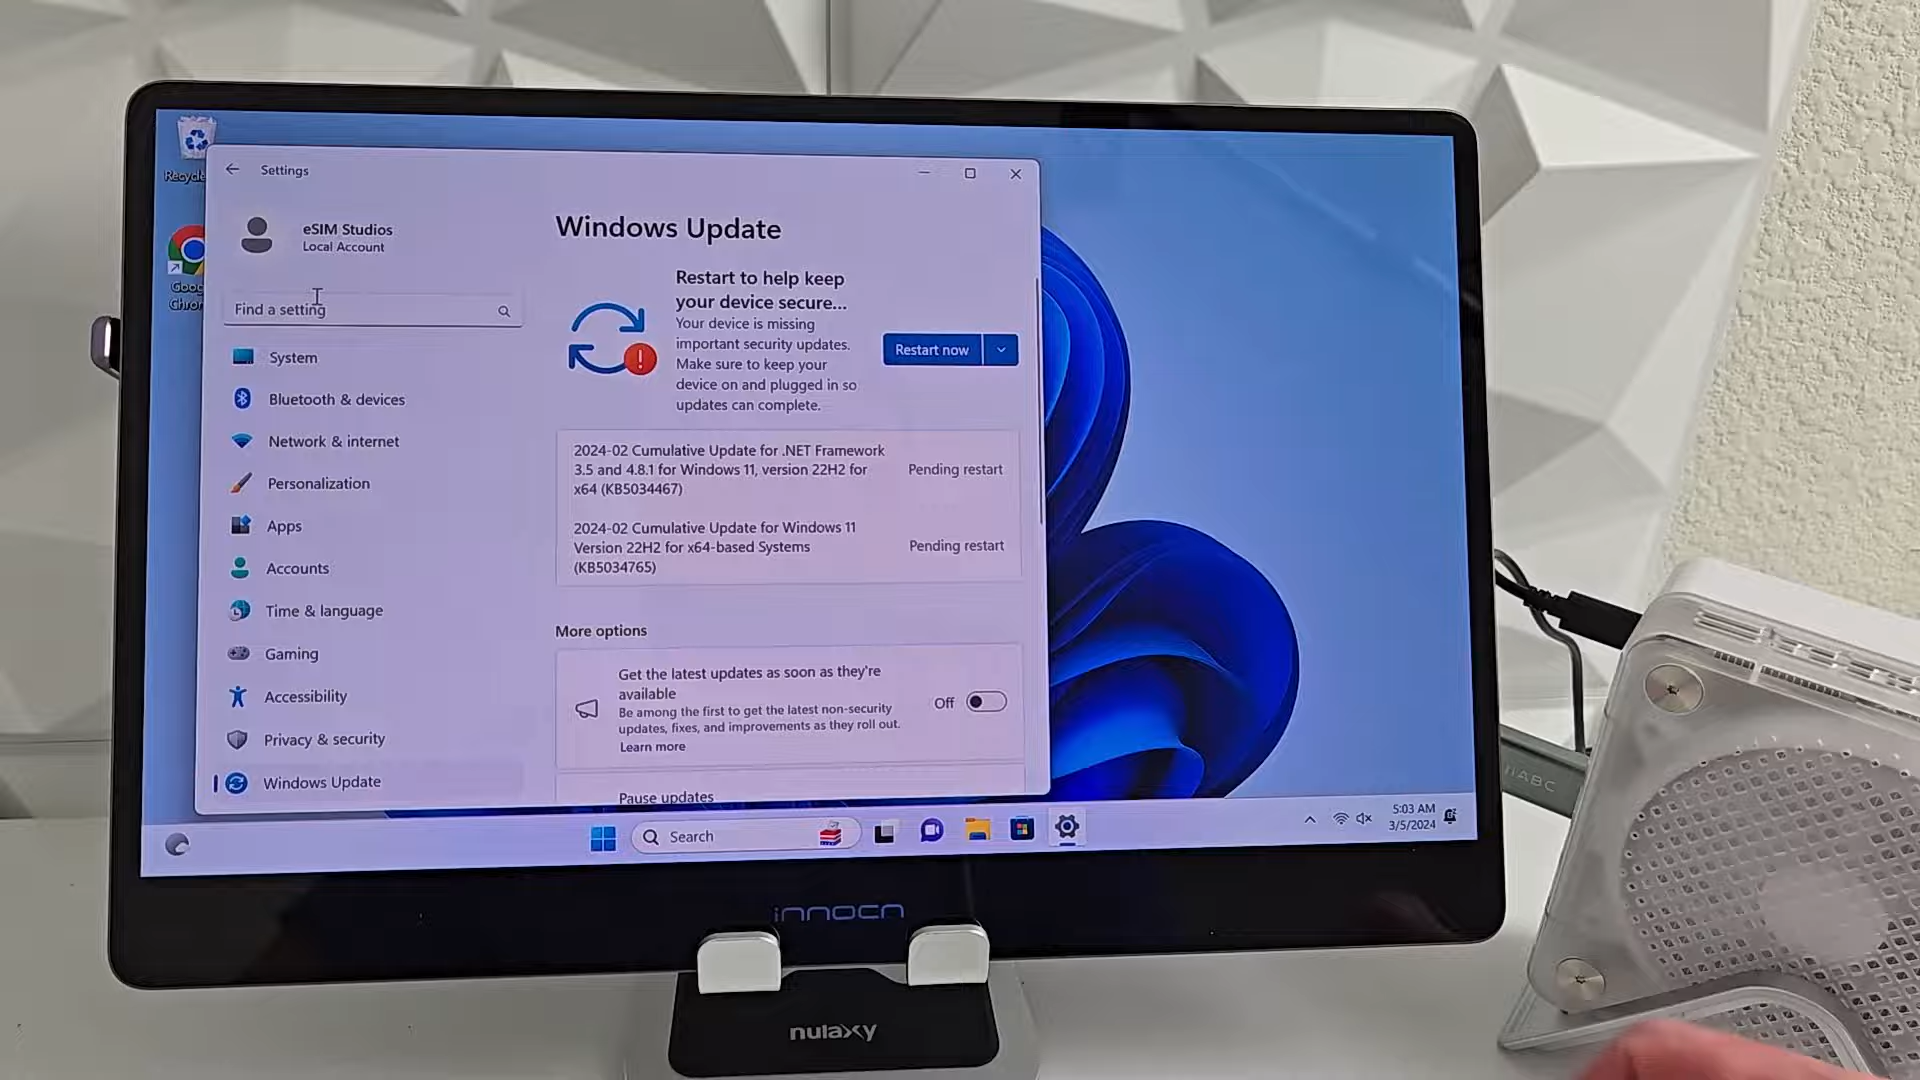 Recycle
Goog
Chron
Settings
eSIM Studios
Local Account
Find a setting
System
Bluetooth & devices
Network & internet
Personalization
Apps
Accounts
Time & language
Gaming
Accessibility
Privacy & security
Windows Update
Windows Update
Restart to help keep
your device secure...
Your device is missing
important security updates.
Make sure to keep your
device on and plugged in so
updates can complete.
Restart now
2024-02 Cumulative Update for .NET Framework
3.5 and 4.8.1 for Windows 11, version 22H2 for
x64 (KB5034467)
Pending restart
2024-02 Cumulative Update for Windows 11
Version 22H2 for x64-based Systems
(KB5034765)
Pending restart
More options
Get the latest updates as soon as they're
available
Be among the first to get the latest non-security
updates, fixes, and improvements as they roll out.
Learn more
Off
Pause updates
Search
5:03 AM
3/5/2024
innocn
nulaxy